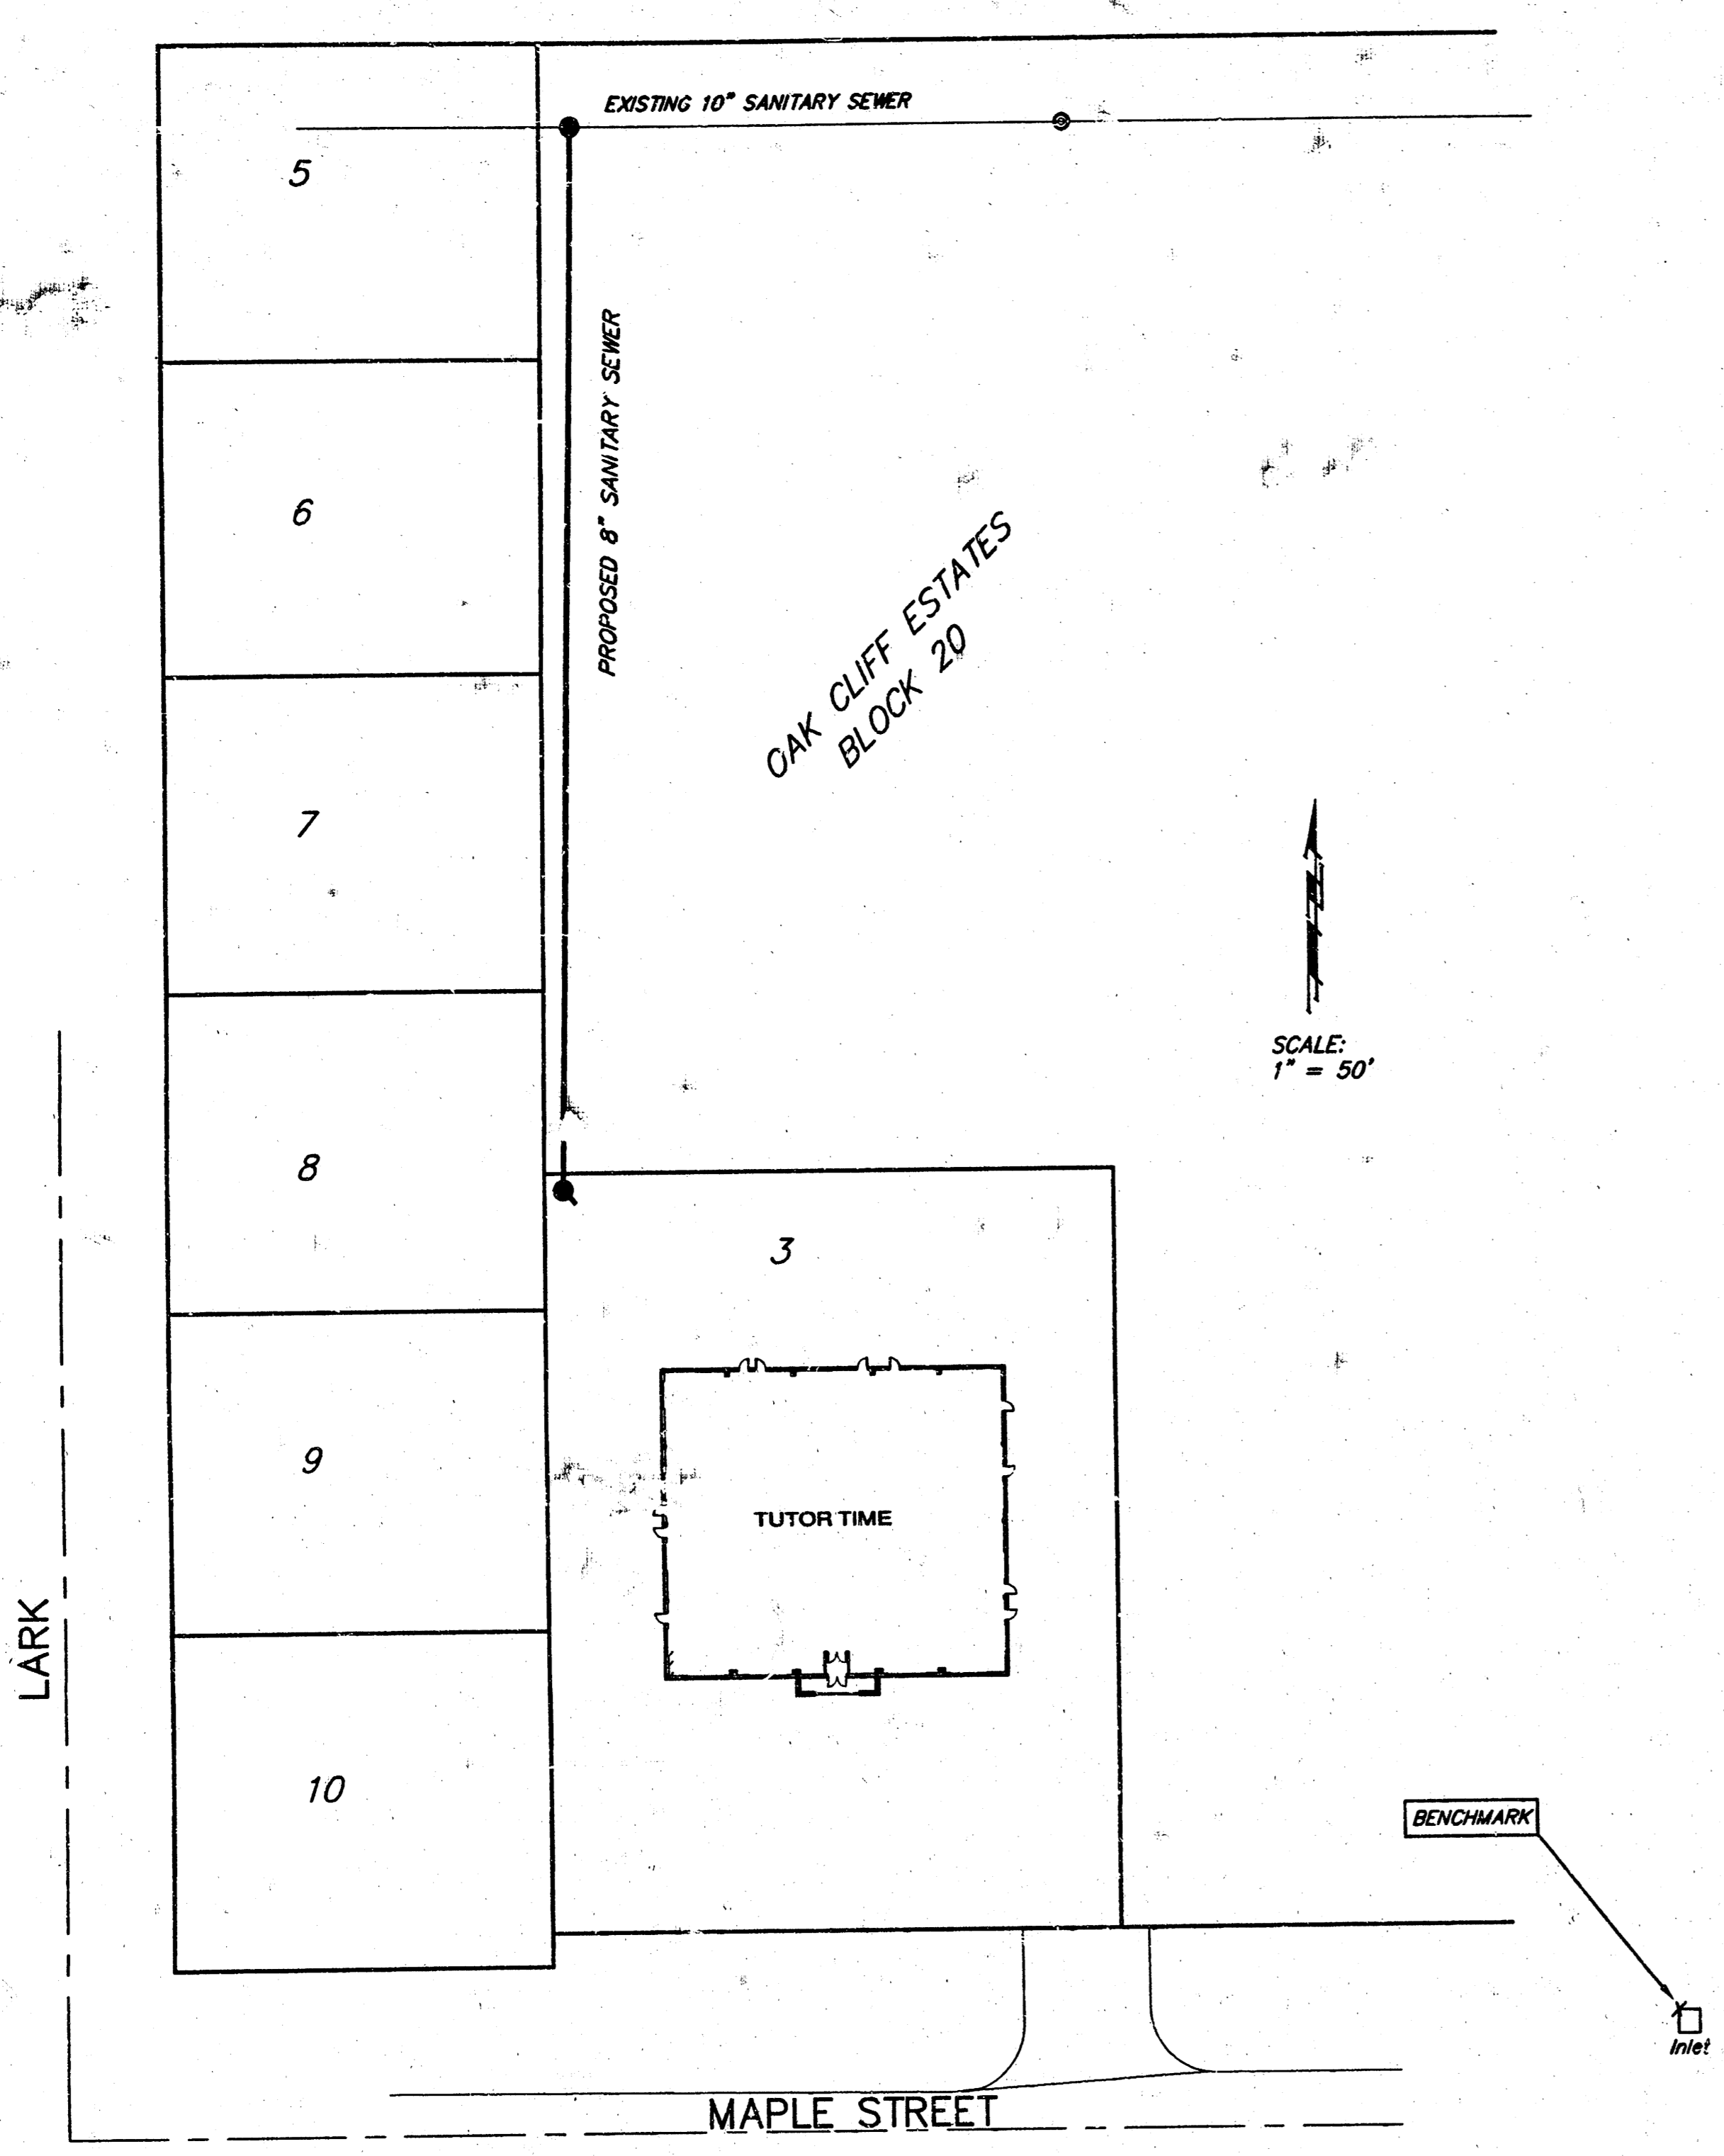 EXISTING 10" SANITARY SEWER
5
PROPOSED 8" SANITARY SEWER
6
OAK CLIFF ESTATES
BLOCK 20
7
SCALE:
1" = 50'
8
3
9
TUTOR TIME
LARK
10
BENCHMARK
Inlet
MAPLE STREET